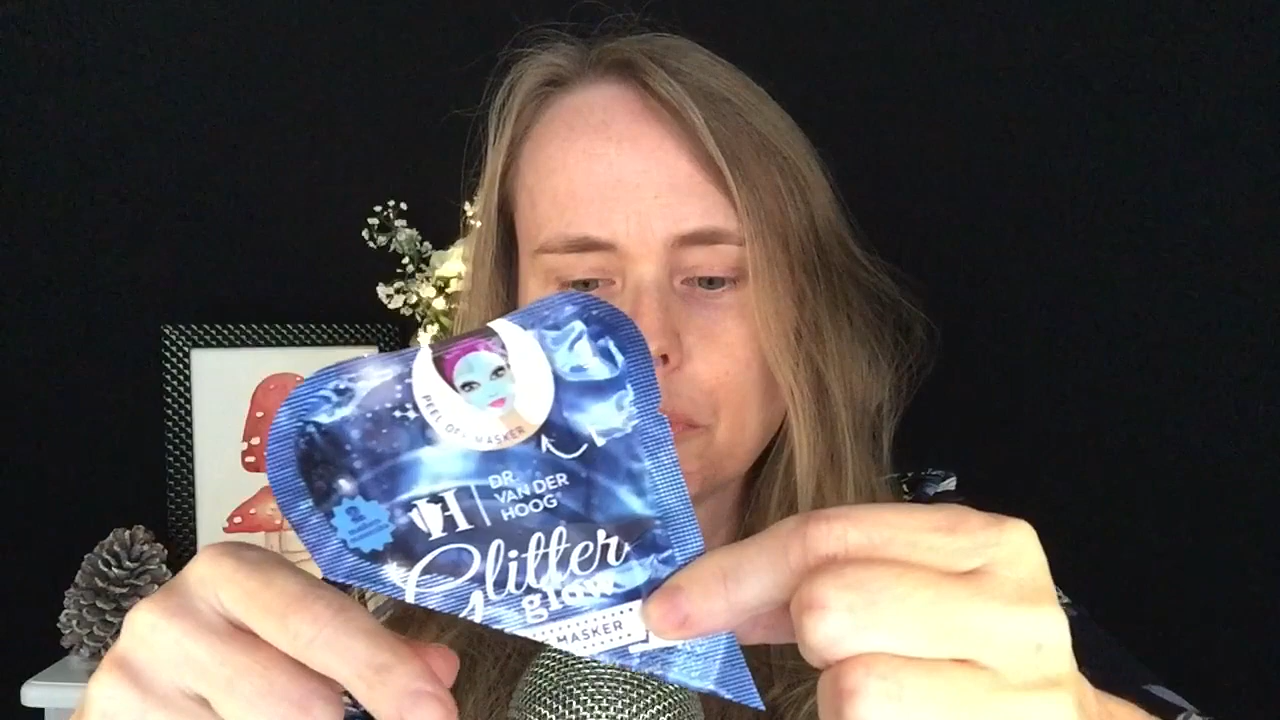 PEEL OFF MASKER
DR.
VAN DER
HOOG
Glitter
glow
MASKER